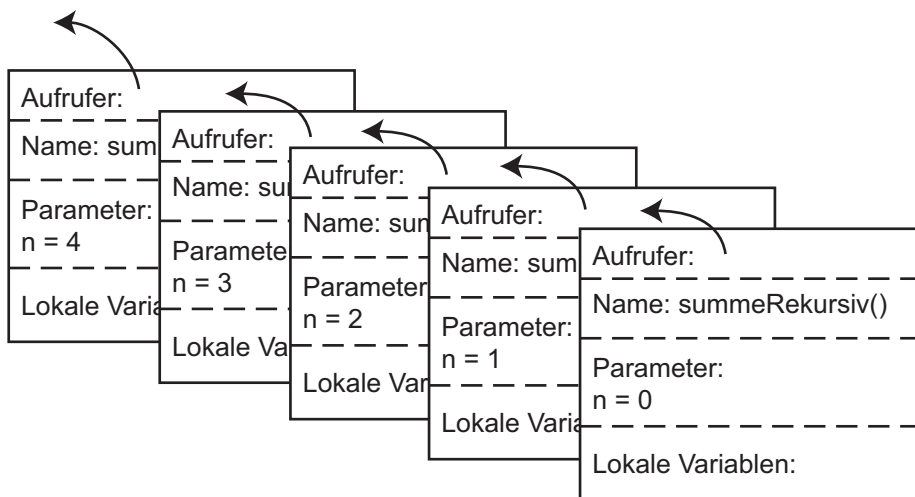 Aufrufer:
Name: sum
Parameter:
n = 4
Lokale Varia
Aufrufer:
Name: su
Paramete
n = 3
Lokale Va
Aufrufer:
Name: sum
Parameter
n = 2
Lokale Var
Aufrufer:
Name: sum
Parameter:
n = 1
Lokale Varia
Aufrufer:
Name: summeRekursiv()
Parameter:
n = 0
Lokale Variablen: